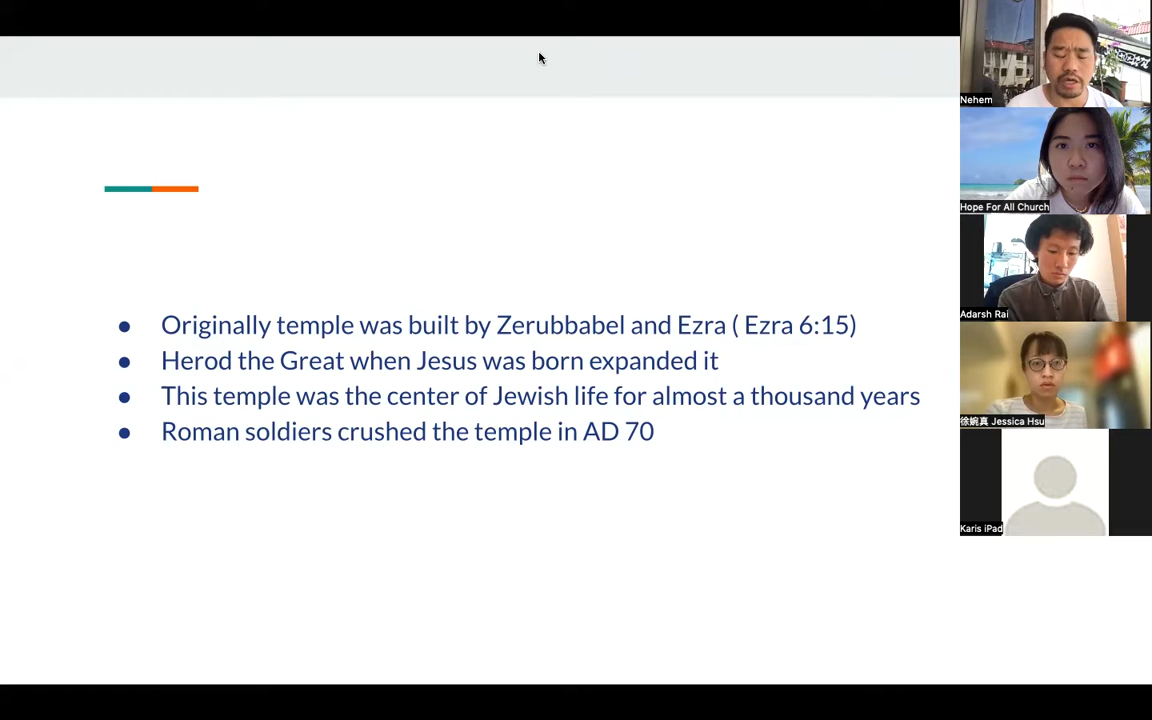 ● Originally temple was built by Zerubbabel and Ezra ( Ezra 6:15)
● Herod the Great when Jesus was born expanded it
● This temple was the center of Jewish life for almost a thousand years
● Roman soldiers crushed the temple in AD 70
Nehem
Hope For All Church
Adarsh Rai
徐婉真 Jessica Hsu
Karis iPad